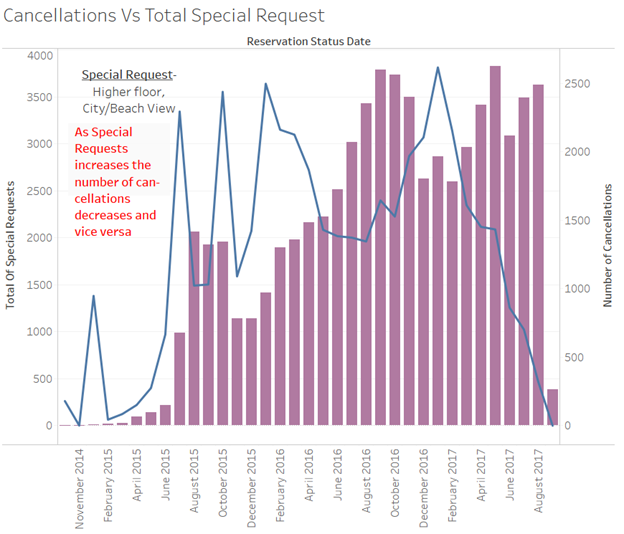 Cancellations Vs Total Special Request
Reservation Status Date
Special Request-
Higher floor,
City/Beach View
As Special
Requests
increases the
number of can-
cellations
decreases and
vice versa
Total Of Special Requests
4000
3500
3000
2500
2000
1500
1000
500
0
Number of Cancellations
2500
2000
1500
1000
500
0
November 2014
February 2015
April 2015
June 2015
August 2015
October 2015
December 2015
February 2016
April 2016
June 2016
August 2016
October 2016
December 2016
February 2017
April 2017
June 2017
August 2017